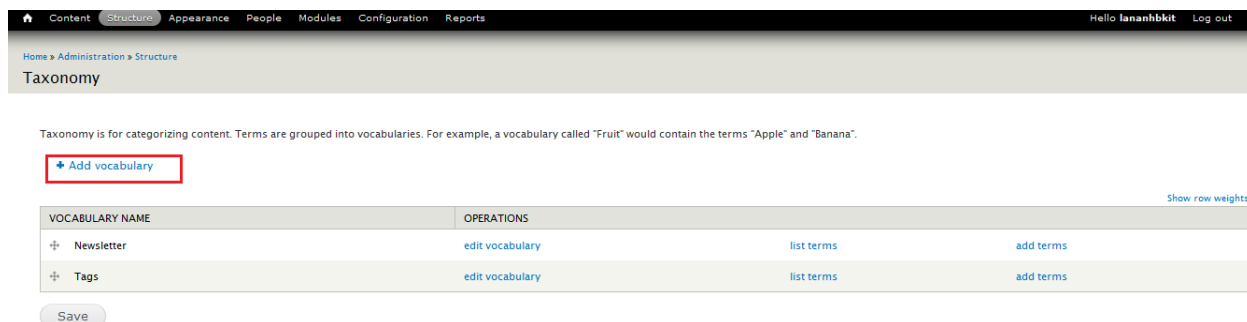 Content Structure Appearance People Modules Configuration Reports Hello lananhbkit Log out
Home » Administration » Structure
Taxonomy
Taxonomy is for categorizing content. Terms are grouped into vocabularies. For example, a vocabulary called "Fruit" would contain the terms "Apple" and "Banana".
+ Add vocabulary
Show row weights
VOCABULARY NAME OPERATIONS
Newsletter edit vocabulary list terms add terms
Tags edit vocabulary list terms add terms
Save